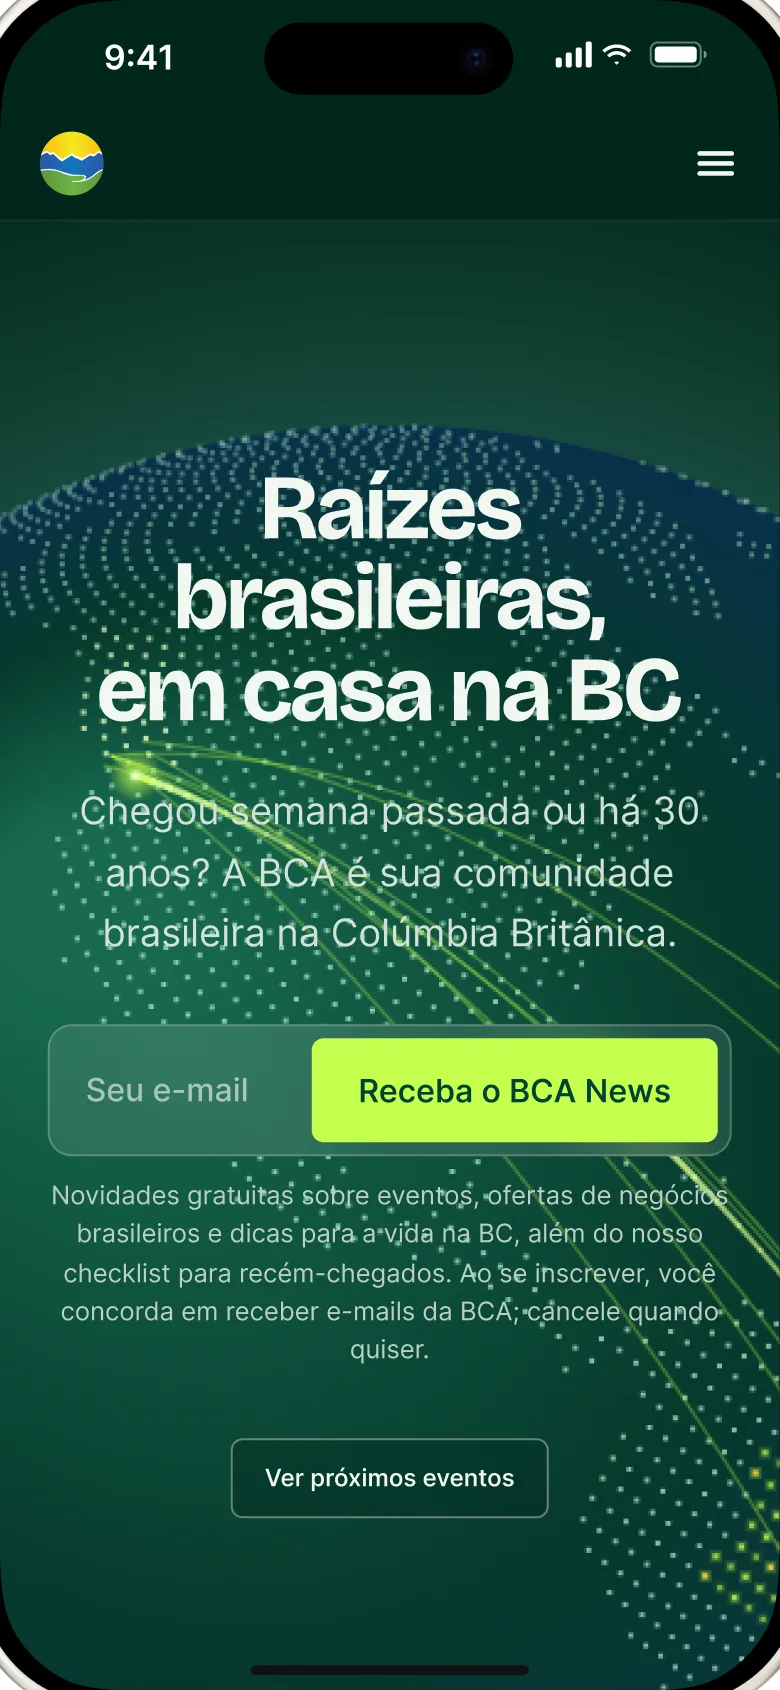 9:41
Raízes
brasileiras,
em casa na BC
Chegou semana passada ou há 30
anos? A BCA é sua comunidade
brasileira na Colúmbia Britânica.
Seu e-mail
Receba o BCA News
Novidades gratuitas sobre eventos, ofertas de negócios
brasileiros e dicas para a vida na BC, além do nosso
checklist para recém-chegados. Ao se inscrever, você
concorda em receber e-mails da BCA; cancele quando
quiser.
Ver próximos eventos